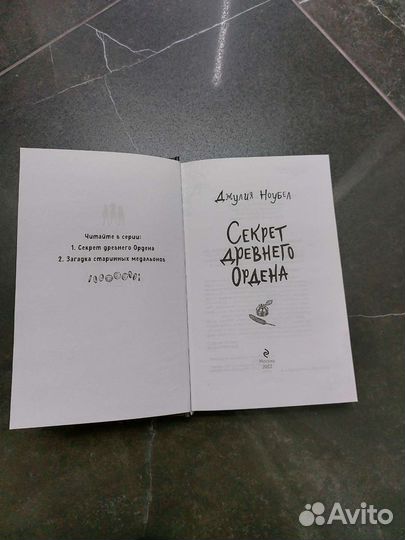 Читайте в серии:
1. Секрет древнего Ордена
2. Загадка старинных медальонов
Джулия Ноубел
Секрет
древнего
Ордена
Москва
2022
Avito